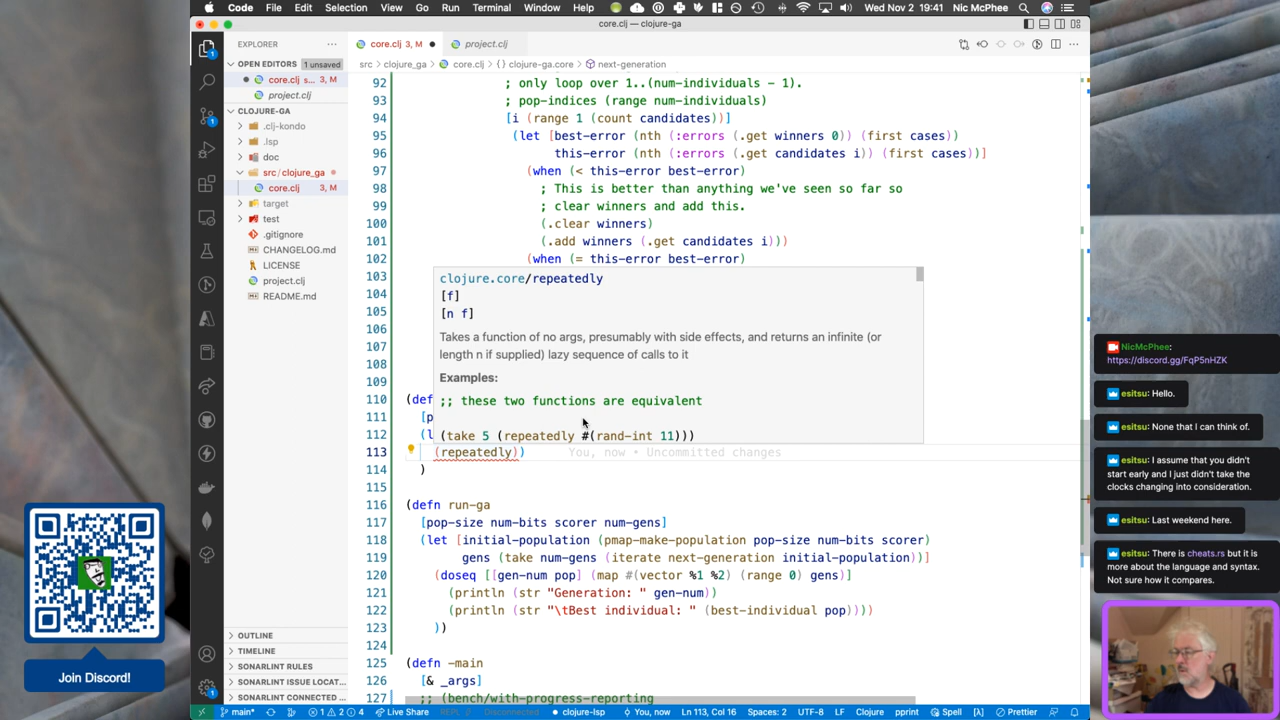 Code File Edit Selection View Go Run Terminal Window Help Wed Nov 2 19:41 Nic McPhee
core.clj — clojure-ga
EXPLORER
core.clj 3, M
project.clj
OPEN EDITORS 1 unsaved
core.clj s... 3, M
project.clj
CLOJURE-GA
.clj-kondo
.lsp
doc
src/clojure_ga
core.clj 3, M
target
test
.gitignore
CHANGELOG.md
LICENSE
project.clj
README.md
OUTLINE
TIMELINE
SONARLINT RULES
SONARLINT ISSUE LOCAT...
SONARLINT CONNECTED ...
src > clojure_ga > core.clj > {} clojure-ga.core > next-generation
92 ; only loop over 1..(num-individuals - 1).
93 ; pop-indices (range num-individuals)
94 [i (range 1 (count candidates))]
95 (let [best-error (nth (:errors (.get winners 0)) (first cases))
96 this-error (nth (:errors (.get candidates i)) (first cases))]
97 (when (< this-error best-error)
98 ; This is better than anything we've seen so far so
99 ; clear winners and add this.
100 (.clear winners)
101 (.add winners (.get candidates i)))
102 (when (= this-error best-error)
103
104
105
106
107
108
109
clojure.core/repeatedly
[f]
[n f]
Takes a function of no args, presumably with side effects, and returns an infinite (or
length n if supplied) lazy sequence of calls to it
Examples:
;; these two functions are equivalent
(take 5 (repeatedly #(rand-int 11)))
110 (def
111 [p
112 (l
113 (repeatedly)) You, now • Uncommitted changes
114 )
115
116 (defn run-ga
117 [pop-size num-bits scorer num-gens]
118 (let [initial-population (pmap-make-population pop-size num-bits scorer)
119 gens (take num-gens (iterate next-generation initial-population))]
120 (doseq [[gen-num pop] (map #(vector %1 %2) (range 0) gens)]
121 (println (str "Generation: " gen-num))
122 (println (str "\tBest individual: " (best-individual pop))))
123 ))
124
125 (defn -main
126 [& _args]
127 ;; (bench/with-progress-reporting
main* 1 2 4 Live Share REPL Disconnected clojure-lsp You, now Ln 113, Col 16 Spaces: 2 UTF-8 LF Clojure pprint Spell [λ] Prettier
Join Discord!
NicMcPhee:
https://discord.gg/FqP5nHZK
esitsu: Hello.
esitsu: None that I can think of.
esitsu: I assume that you didn't
start early and I just didn't take the
clocks changing into consideration.
esitsu: Last weekend here.
esitsu: There is cheats.rs but it is
more about the language and syntax.
Not sure how it compares.